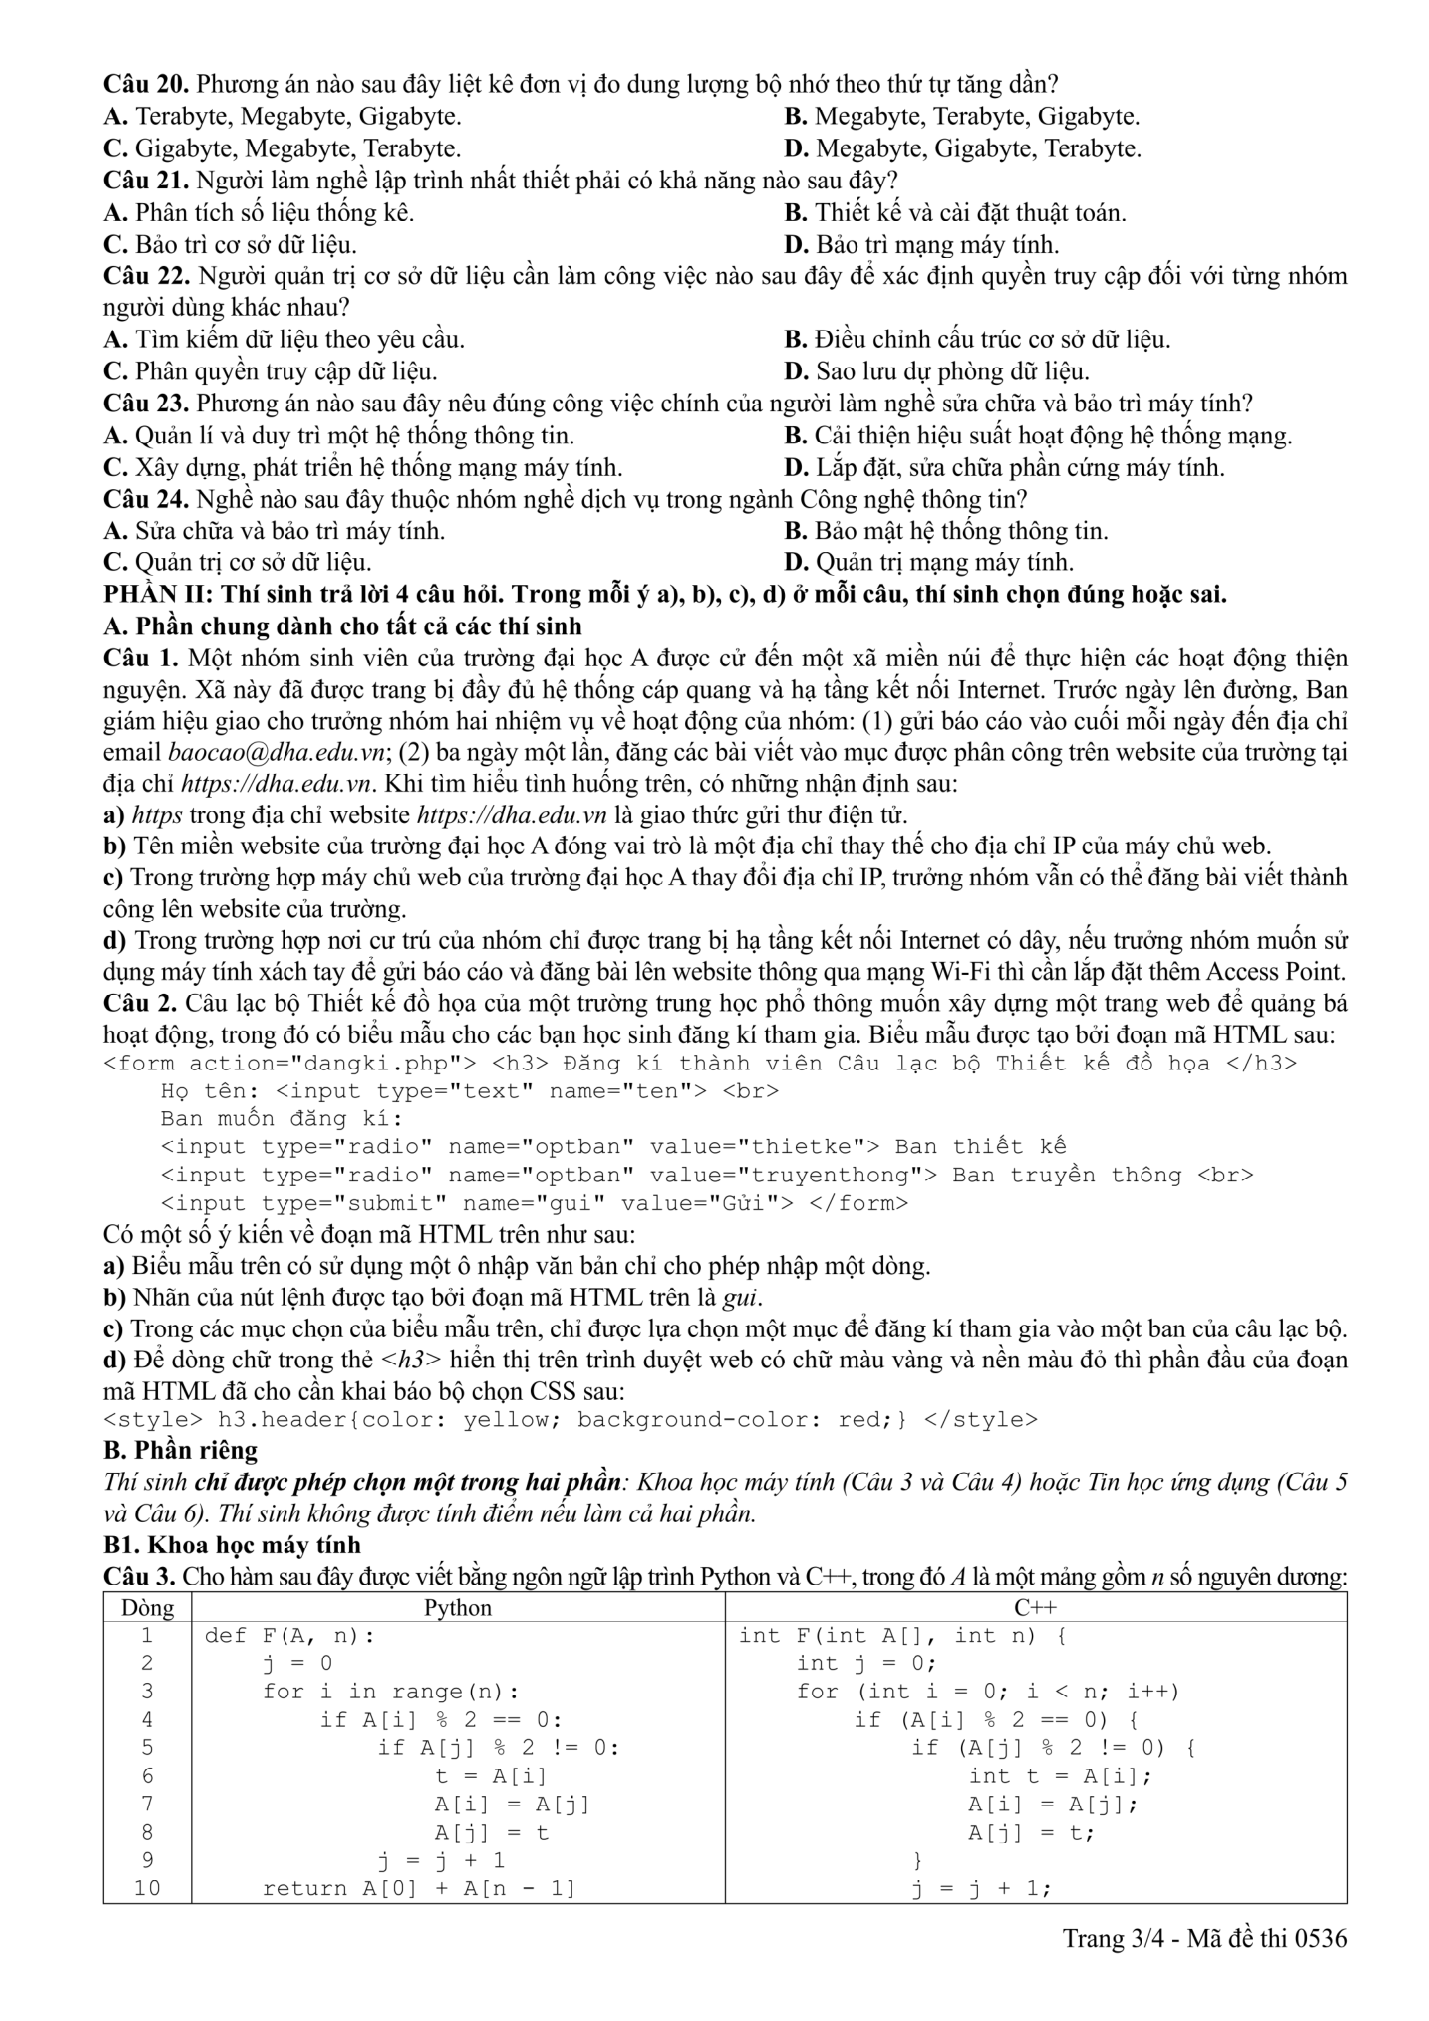 Câu 20. Phương án nào sau đây liệt kê đơn vị đo dung lượng bộ nhớ theo thứ tự tăng dần?
A. Terabyte, Megabyte, Gigabyte. B. Megabyte, Terabyte, Gigabyte.
C. Gigabyte, Megabyte, Terabyte. D. Megabyte, Gigabyte, Terabyte.
Câu 21. Người làm nghề lập trình nhất thiết phải có khả năng nào sau đây?
A. Phân tích số liệu thống kê. B. Thiết kế và cài đặt thuật toán.
C. Bảo trì cơ sở dữ liệu. D. Bảo trì mạng máy tính.
Câu 22. Người quản trị cơ sở dữ liệu cần làm công việc nào sau đây để xác định quyền truy cập đối với từng nhóm
người dùng khác nhau?
A. Tìm kiếm dữ liệu theo yêu cầu. B. Điều chỉnh cấu trúc cơ sở dữ liệu.
C. Phân quyền truy cập dữ liệu. D. Sao lưu dự phòng dữ liệu.
Câu 23. Phương án nào sau đây nêu đúng công việc chính của người làm nghề sửa chữa và bảo trì máy tính?
A. Quản lí và duy trì một hệ thống thông tin. B. Cải thiện hiệu suất hoạt động hệ thống mạng.
C. Xây dựng, phát triển hệ thống mạng máy tính. D. Lắp đặt, sửa chữa phần cứng máy tính.
Câu 24. Nghề nào sau đây thuộc nhóm nghề dịch vụ trong ngành Công nghệ thông tin?
A. Sửa chữa và bảo trì máy tính. B. Bảo mật hệ thống thông tin.
C. Quản trị cơ sở dữ liệu. D. Quản trị mạng máy tính.
PHẦN II: Thí sinh trả lời 4 câu hỏi. Trong mỗi ý a), b), c), d) ở mỗi câu, thí sinh chọn đúng hoặc sai.
A. Phần chung dành cho tất cả các thí sinh
Câu 1. Một nhóm sinh viên của trường đại học A được cử đến một xã miền núi để thực hiện các hoạt động thiện
nguyện. Xã này đã được trang bị đầy đủ hệ thống cáp quang và hạ tầng kết nối Internet. Trước ngày lên đường, Ban
giám hiệu giao cho trưởng nhóm hai nhiệm vụ về hoạt động của nhóm: (1) gửi báo cáo vào cuối mỗi ngày đến địa chỉ
email baocao@dha.edu.vn; (2) ba ngày một lần, đăng các bài viết vào mục được phân công trên website của trường tại
địa chỉ https://dha.edu.vn. Khi tìm hiểu tình huống trên, có những nhận định sau:
a) https trong địa chỉ website https://dha.edu.vn là giao thức gửi thư điện tử.
b) Tên miền website của trường đại học A đóng vai trò là một địa chỉ thay thế cho địa chỉ IP của máy chủ web.
c) Trong trường hợp máy chủ web của trường đại học A thay đổi địa chỉ IP, trưởng nhóm vẫn có thể đăng bài viết thành
công lên website của trường.
d) Trong trường hợp nơi cư trú của nhóm chỉ được trang bị hạ tầng kết nối Internet có dây, nếu trưởng nhóm muốn sử
dụng máy tính xách tay để gửi báo cáo và đăng bài lên website thông qua mạng Wi-Fi thì cần lắp đặt thêm Access Point.
Câu 2. Câu lạc bộ Thiết kế đồ họa của một trường trung học phổ thông muốn xây dựng một trang web để quảng bá
hoạt động, trong đó có biểu mẫu cho các bạn học sinh đăng kí tham gia. Biểu mẫu được tạo bởi đoạn mã HTML sau:
<form action="dangki.php"> <h3> Đăng kí thành viên Câu lạc bộ Thiết kế đồ họa </h3>
Họ tên: <input type="text" name="ten"> <br>
Ban muốn đăng kí:
<input type="radio" name="optban" value="thietke"> Ban thiết kế
<input type="radio" name="optban" value="truyenthong"> Ban truyền thông <br>
<input type="submit" name="gui" value="Gửi"> </form>
Có một số ý kiến về đoạn mã HTML trên như sau:
a) Biểu mẫu trên có sử dụng một ô nhập văn bản chỉ cho phép nhập một dòng.
b) Nhãn của nút lệnh được tạo bởi đoạn mã HTML trên là gui.
c) Trong các mục chọn của biểu mẫu trên, chỉ được lựa chọn một mục để đăng kí tham gia vào một ban của câu lạc bộ.
d) Để dòng chữ trong thẻ <h3> hiển thị trên trình duyệt web có chữ màu vàng và nền màu đỏ thì phần đầu của đoạn
mã HTML đã cho cần khai báo bộ chọn CSS sau:
<style> h3.header{color: yellow; background-color: red;} </style>
B. Phần riêng
Thí sinh chỉ được phép chọn một trong hai phần: Khoa học máy tính (Câu 3 và Câu 4) hoặc Tin học ứng dụng (Câu 5
và Câu 6). Thí sinh không được tính điểm nếu làm cả hai phần.
B1. Khoa học máy tính
Câu 3. Cho hàm sau đây được viết bằng ngôn ngữ lập trình Python và C++, trong đó A là một mảng gồm n số nguyên dương:
Dòng Python C++
1 def F(A, n): int F(int A[], int n) {
2 j = 0 int j = 0;
3 for i in range(n): for (int i = 0; i < n; i++)
4 if A[i] % 2 == 0: if (A[i] % 2 == 0) {
5 if A[j] % 2 != 0: if (A[j] % 2 != 0) {
6 t = A[i] int t = A[i];
7 A[i] = A[j] A[i] = A[j];
8 A[j] = t A[j] = t;
9 j = j + 1 }
10 return A[0] + A[n - 1] j = j + 1;
Trang 3/4 - Mã đề thi 0536